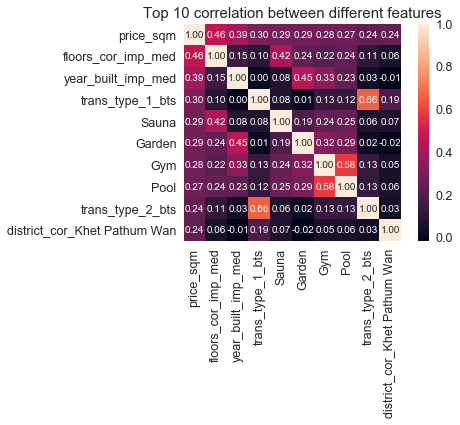 Top 10 correlation between different features
price_sqm 1.00 0.46 0.39 0.30 0.29 0.29 0.28 0.27 0.24 0.24
floors_cor_imp_med 0.46 1.00 0.15 0.10 0.42 0.24 0.22 0.24 0.11 0.06
year_built_imp_med 0.39 0.15 1.00 0.00 0.08 0.45 0.33 0.23 0.03 -0.01
trans_type_1_bts 0.30 0.10 0.00 1.00 0.08 0.01 0.13 0.12 0.66 0.19
Sauna 0.29 0.42 0.08 0.08 1.00 0.19 0.24 0.25 0.06 0.07
Garden 0.29 0.24 0.45 0.01 0.19 1.00 0.32 0.29 0.02 -0.02
Gym 0.28 0.22 0.33 0.13 0.24 0.32 1.00 0.58 0.13 0.05
Pool 0.27 0.24 0.23 0.12 0.25 0.29 0.58 1.00 0.13 0.06
trans_type_2_bts 0.24 0.11 0.03 0.66 0.06 0.02 0.13 0.13 1.00 0.03
district_cor_Khet Pathum Wan 0.24 0.06 -0.01 0.19 0.07 -0.02 0.05 0.06 0.03 1.00
price_sqm
floors_cor_imp_med
year_built_imp_med
trans_type_1_bts
Sauna
Garden
Gym
Pool
trans_type_2_bts
district_cor_Khet Pathum Wan
1.0
0.8
0.6
0.4
0.2
0.0